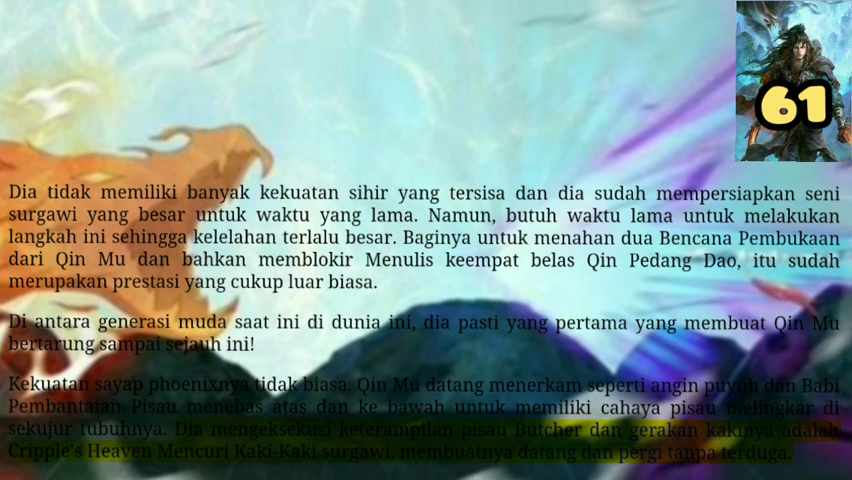 61
Dia tidak memiliki banyak kekuatan sihir yang tersisa dan dia sudah mempersiapkan seni
surgawi yang besar untuk waktu yang lama. Namun, butuh waktu lama untuk melakukan
langkah ini sehingga kelelahan terlalu besar. Baginya untuk menahan dua Bencana Pembukaan
dari Qin Mu dan bahkan memblokir Menulis keempat belas Qin Pedang Dao, itu sudah
merupakan prestasi yang cukup luar biasa.
Di antara generasi muda saat ini di dunia ini, dia pasti yang pertama yang membuat Qin Mu
bertarung sampai sejauh ini!
Kekuatan sayap phoenixnya tidak biasa. Qin Mu datang menerkam seperti angin puyuh dan Babi
Pembantaian Pisau menebas atas dan ke bawah untuk memiliki cahaya pisau melingkar di
sekujur tubuhnya. Dia mengeksekusi keterampilan pisau Butcher dan gerakan kakinya adalah
Cripple's Heaven Mencuri Kaki-Kaki surgawi, membuatnya datang dan pergi tanpa terduga.